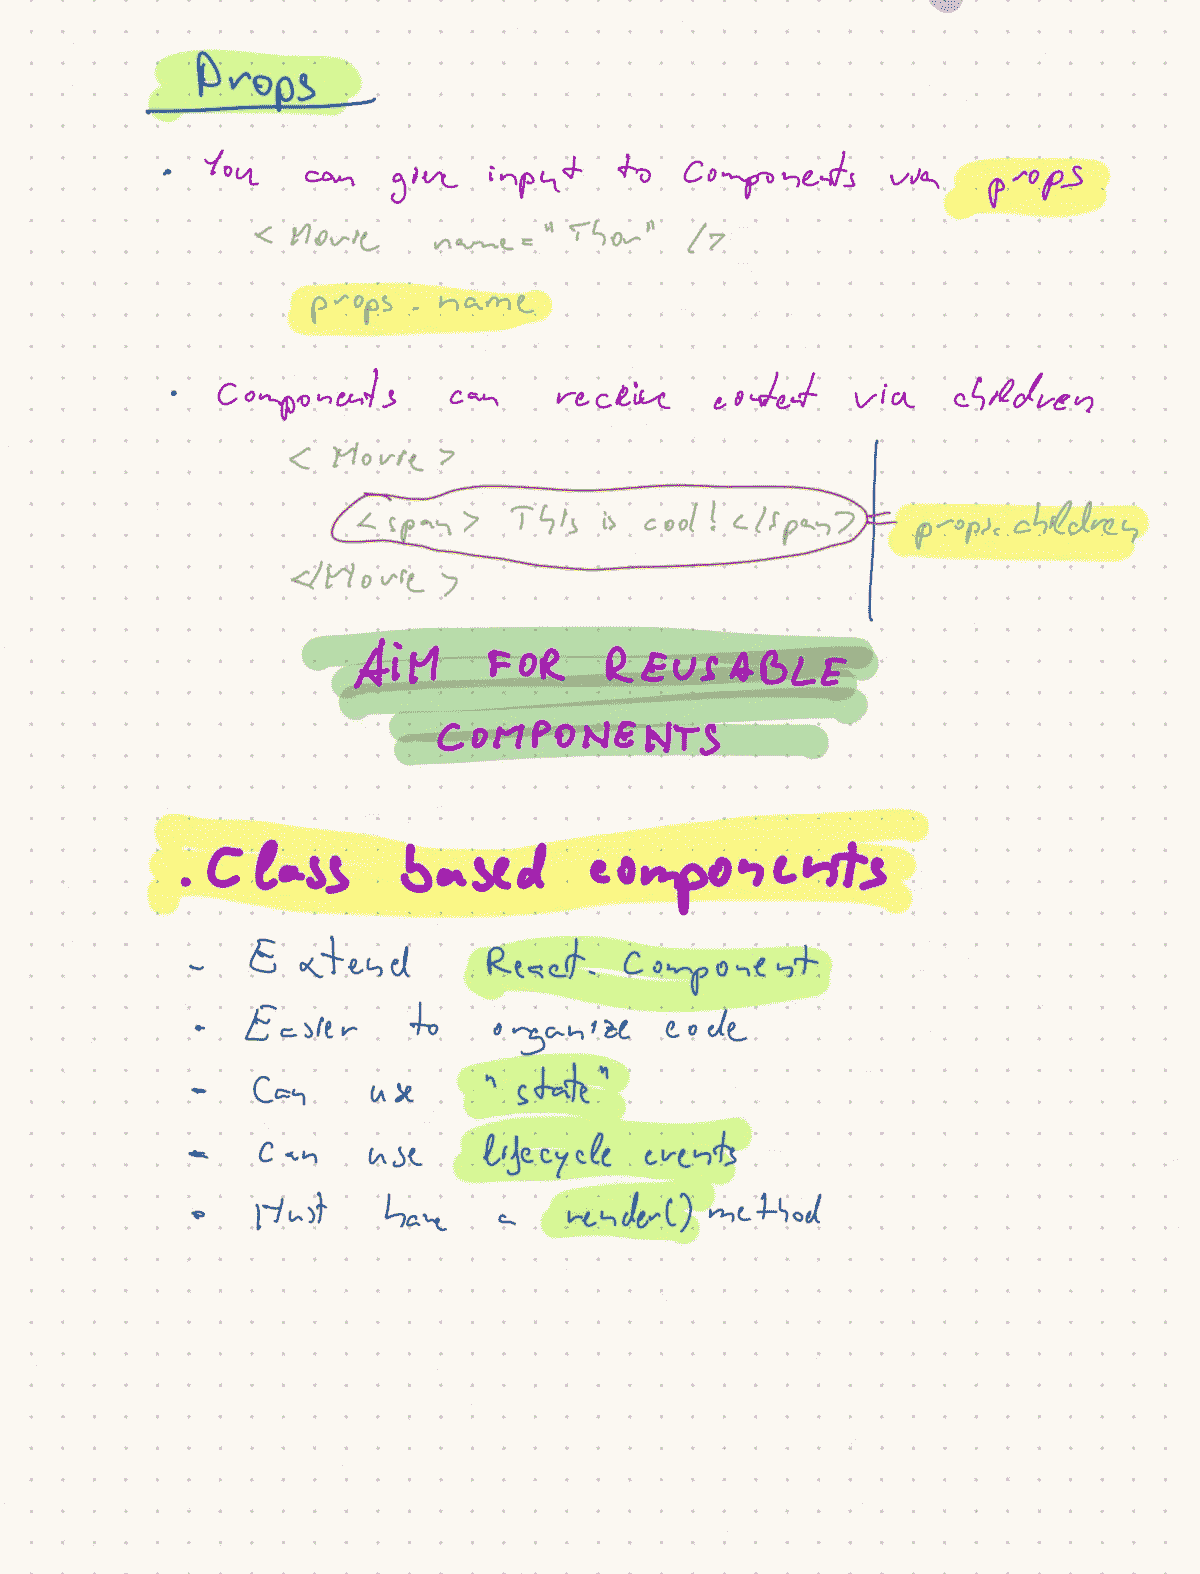 Props
• You can give input to Components via props
< Movie name="Thor" />
props.name
• Components can receive content via children
< Movie >
<span> This is cool! </span> = props.children
</Movie >
AiM FOR REUSABLE
COMPONENTS
. Class based components
- Extend React.Component
• Easier to organize code
- Can use "state"
- Can use lifecycle events
• Must have a render() method